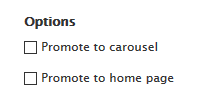 Options
Promote to carousel
Promote to home page